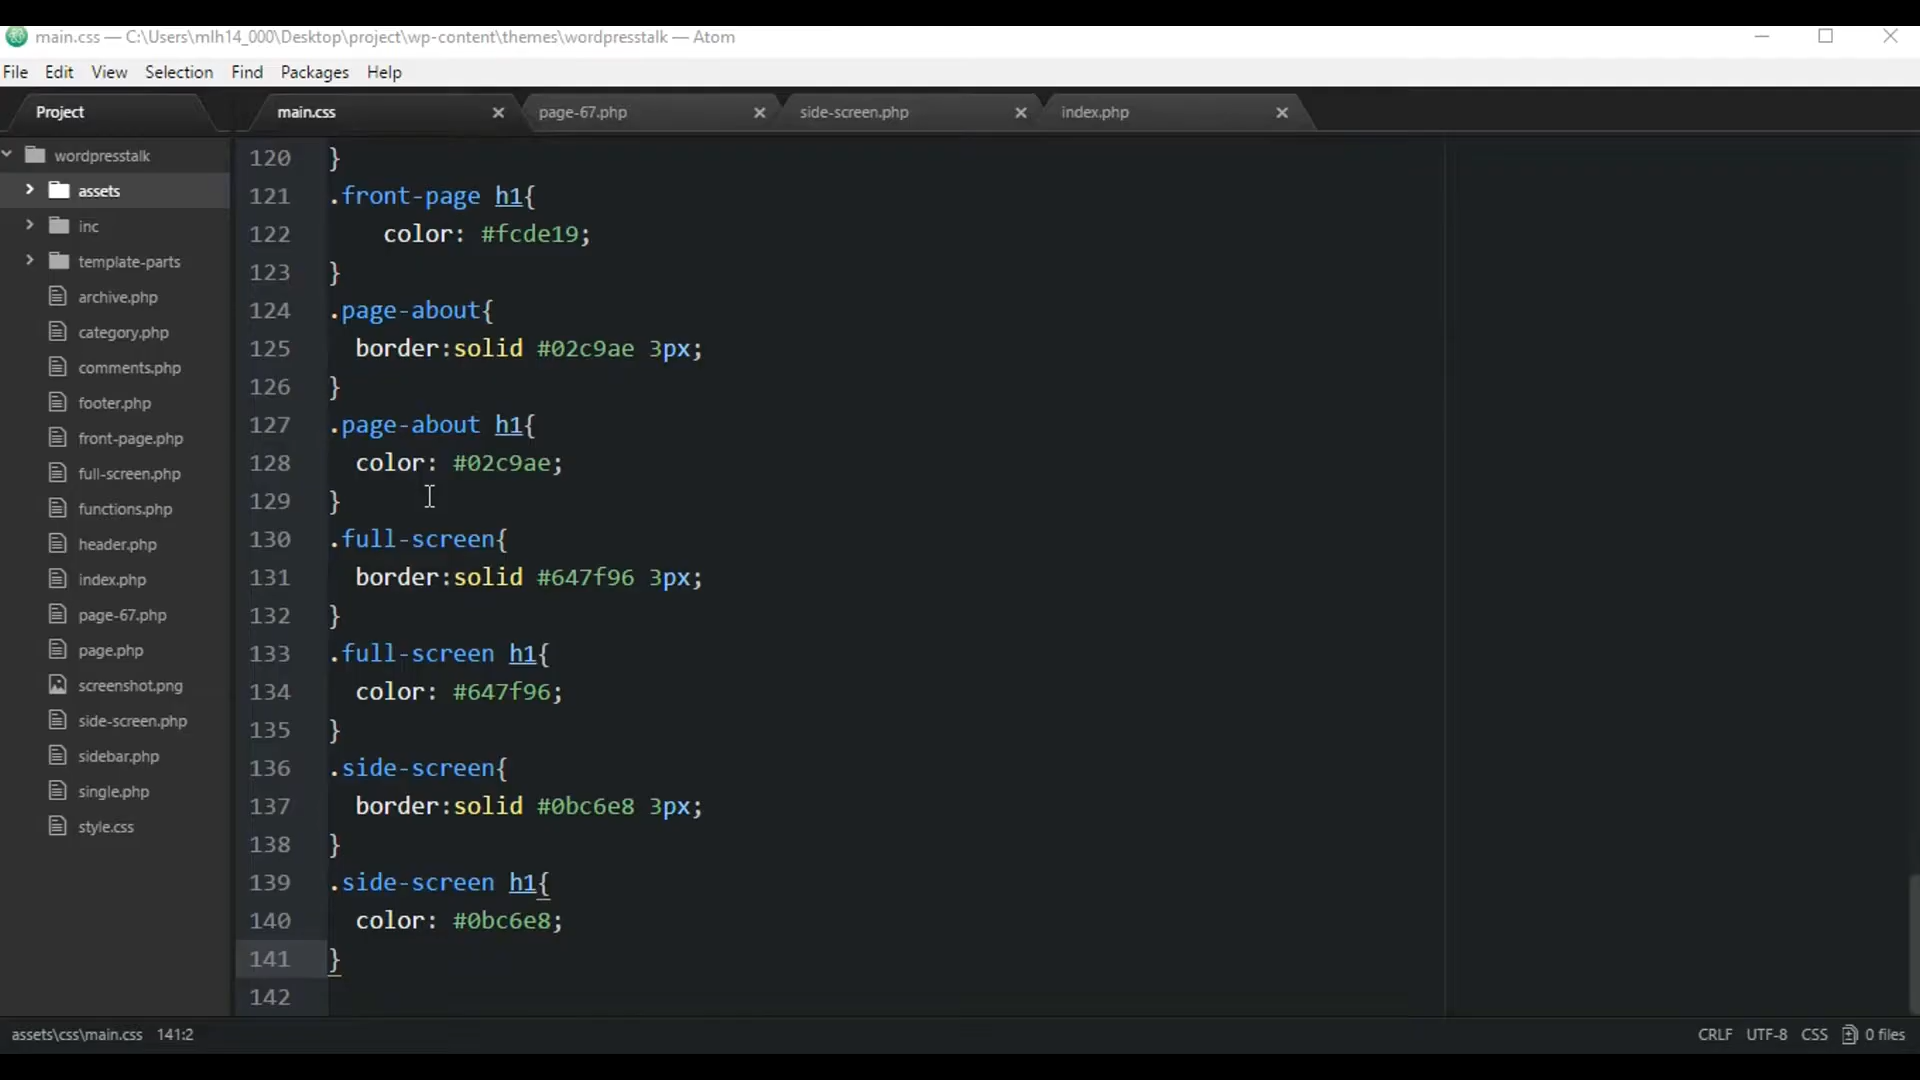 main.css — C:\Users\mlh14_000\Desktop\project\wp-content\themes\wordpresstalk — Atom
File Edit View Selection Find Packages Help
Project main.css page-67.php side-screen.php index.php
wordpresstalk
assets
inc
template-parts
archive.php
category.php
comments.php
footer.php
front-page.php
full-screen.php
functions.php
header.php
index.php
page-67.php
page.php
screenshot.png
side-screen.php
sidebar.php
single.php
style.css
120 }
121 .front-page h1{
122 color: #fcde19;
123 }
124 .page-about{
125 border:solid #02c9ae 3px;
126 }
127 .page-about h1{
128 color: #02c9ae;
129 }
130 .full-screen{
131 border:solid #647f96 3px;
132 }
133 .full-screen h1{
134 color: #647f96;
135 }
136 .side-screen{
137 border:solid #0bc6e8 3px;
138 }
139 .side-screen h1{
140 color: #0bc6e8;
141 }
142
assets\css\main.css 141:2 CRLF UTF-8 CSS 0 files